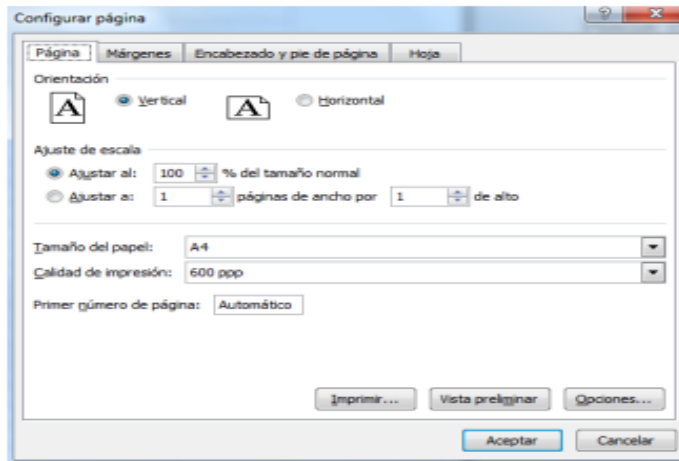 Configurar página
Página Márgenes Encabezado y pie de página Hoja
Orientación
A Vertical A Horizontal
Ajuste de escala
Ajustar al: 100 % del tamaño normal
Ajustar a: 1 páginas de ancho por 1 de alto
Tamaño del papel: A4
Calidad de impresión: 600 ppp
Primer número de página: Automático
Imprimir... Vista preliminar Opciones...
Aceptar Cancelar